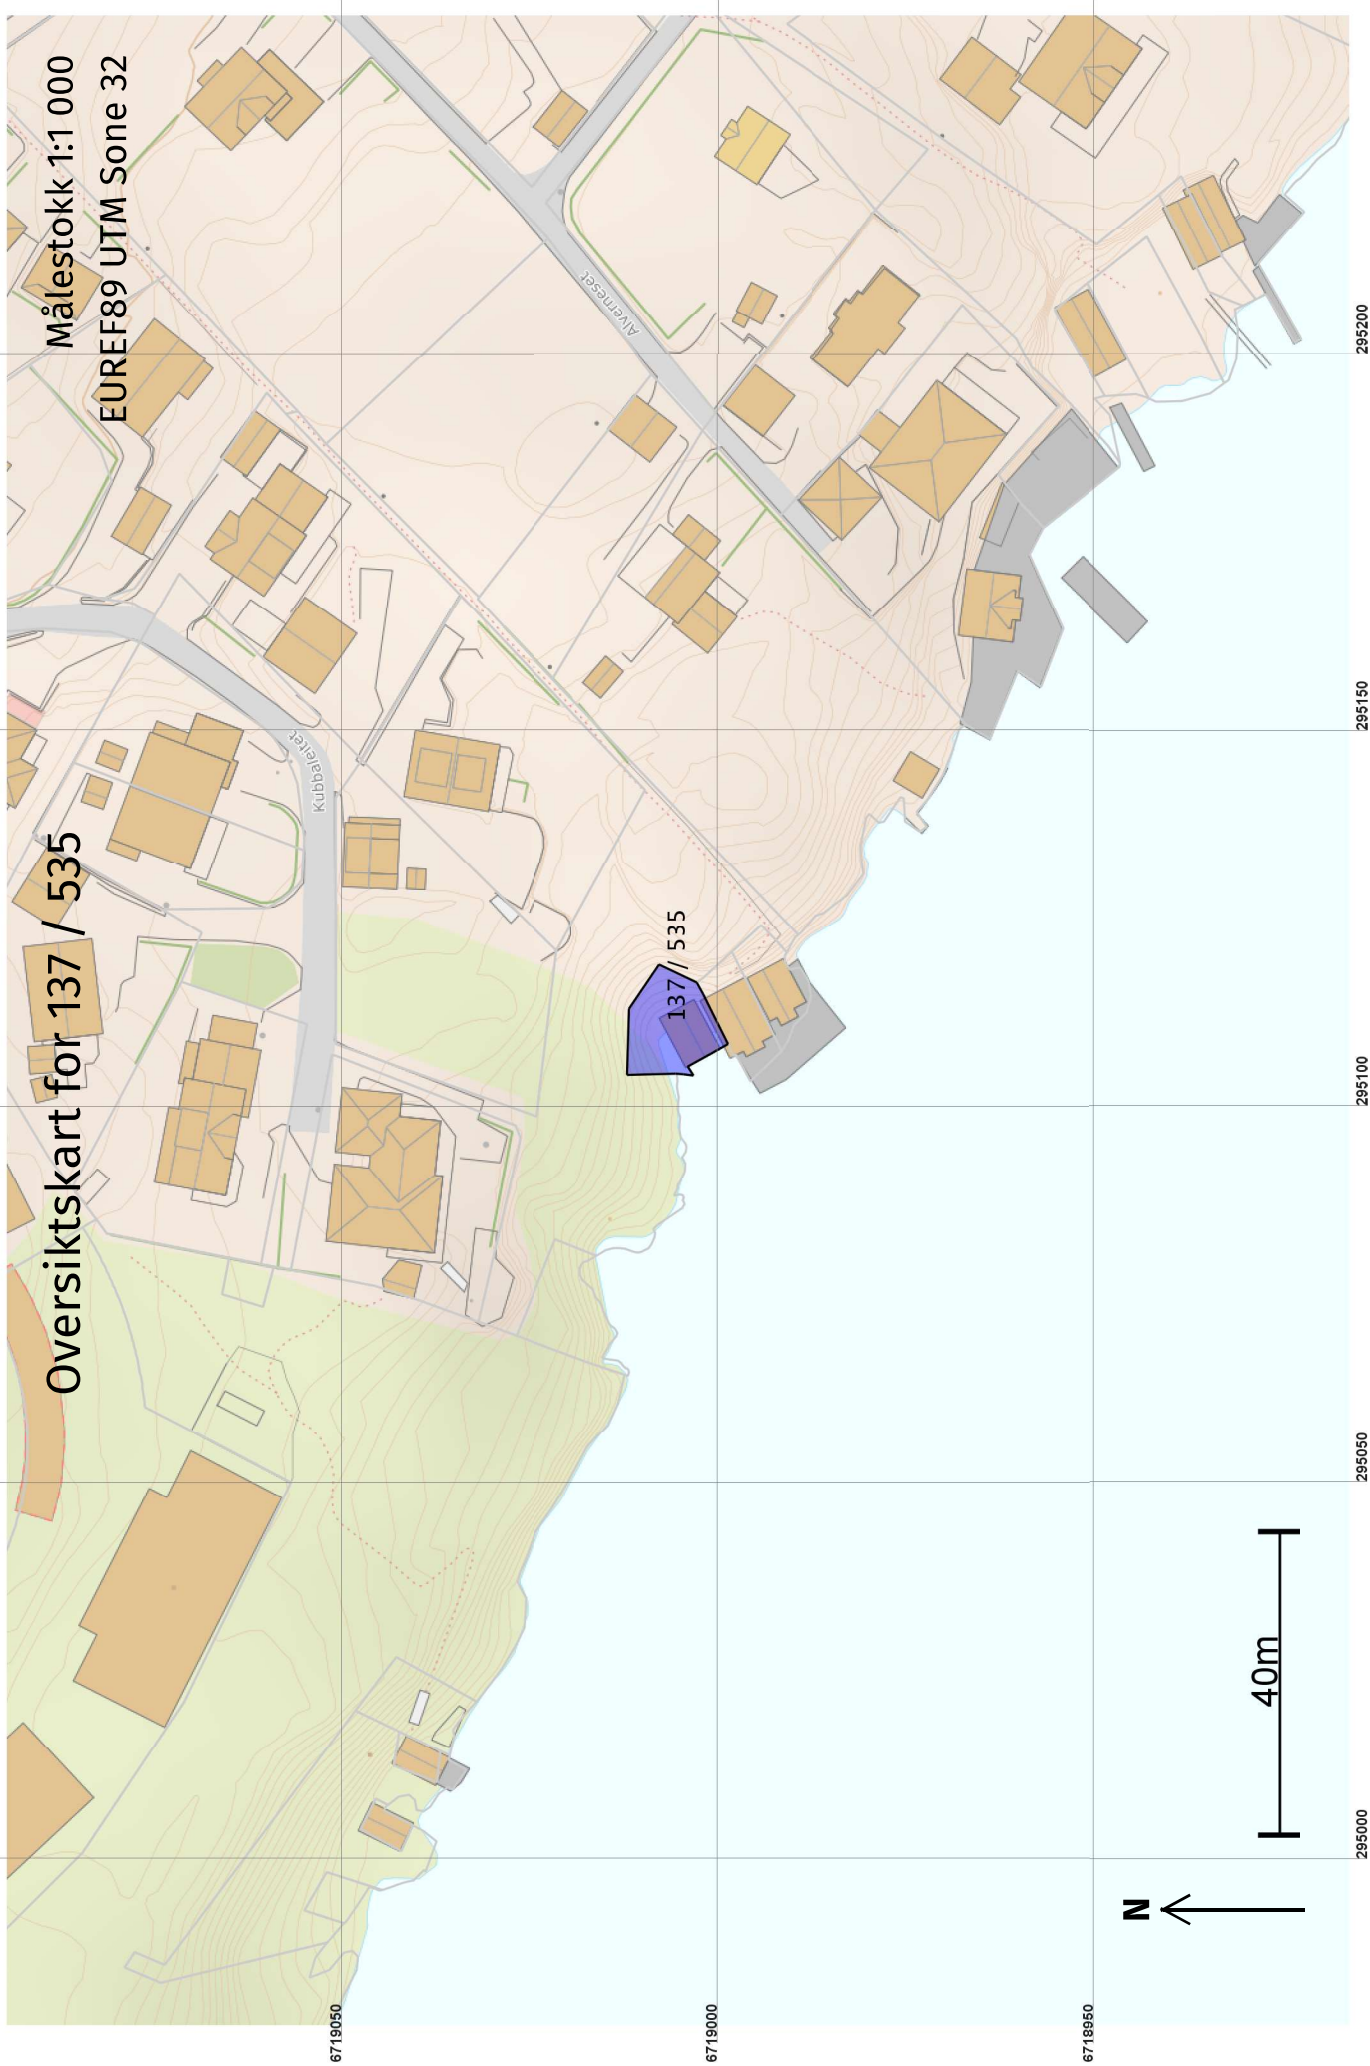 Oversiktskart for 137 / 535
Målestokk 1:1 000
EUREF89 UTM Sone 32
Kubbaleitet
Alverneset
137 / 535
N
40m
6719050
6719000
6718950
295000
295050
295100
295150
295200